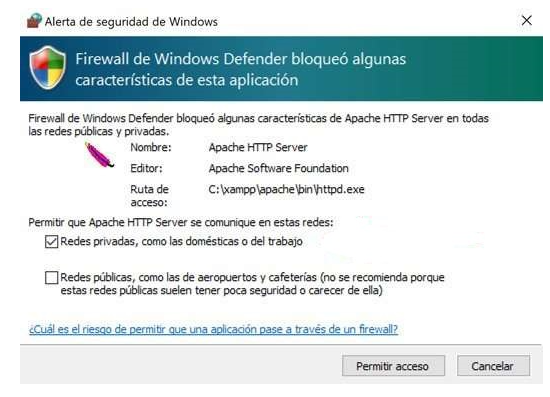 Alerta de seguridad de Windows
Firewall de Windows Defender bloqueó algunas
características de esta aplicación
Firewall de Windows Defender bloqueó algunas características de Apache HTTP Server en todas
las redes públicas y privadas.
Nombre: Apache HTTP Server
Editor: Apache Software Foundation
Ruta de C:\xampp\apache\bin\httpd.exe
acceso:
Permitir que Apache HTTP Server se comunique en estas redes:
Redes privadas, como las domésticas o del trabajo
Redes públicas, como las de aeropuertos y cafeterías (no se recomienda porque
estas redes públicas suelen tener poca seguridad o carecer de ella)
¿Cuál es el riesgo de permitir que una aplicación pase a través de un firewall?
Permitir acceso Cancelar